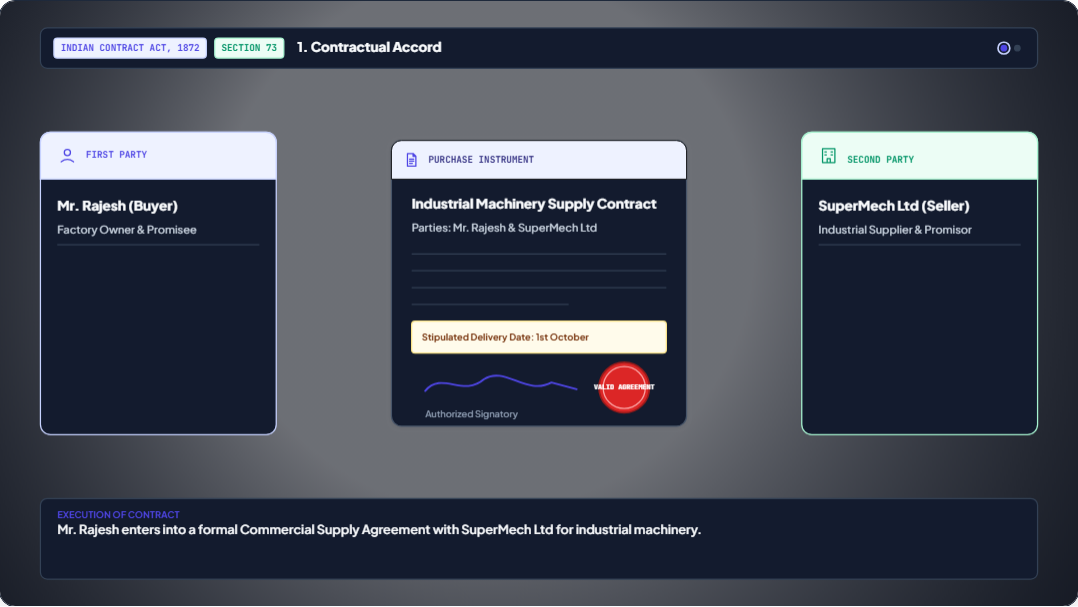 INDIAN CONTRACT ACT, 1872
SECTION 73
1. Contractual Accord
FIRST PARTY
Mr. Rajesh (Buyer)
Factory Owner & Promisee
PURCHASE INSTRUMENT
Industrial Machinery Supply Contract
Parties: Mr. Rajesh & SuperMech Ltd
Stipulated Delivery Date: 1st October
VALID AGREEMENT
Authorized Signatory
SECOND PARTY
SuperMech Ltd (Seller)
Industrial Supplier & Promisor
EXECUTION OF CONTRACT
Mr. Rajesh enters into a formal Commercial Supply Agreement with SuperMech Ltd for industrial machinery.